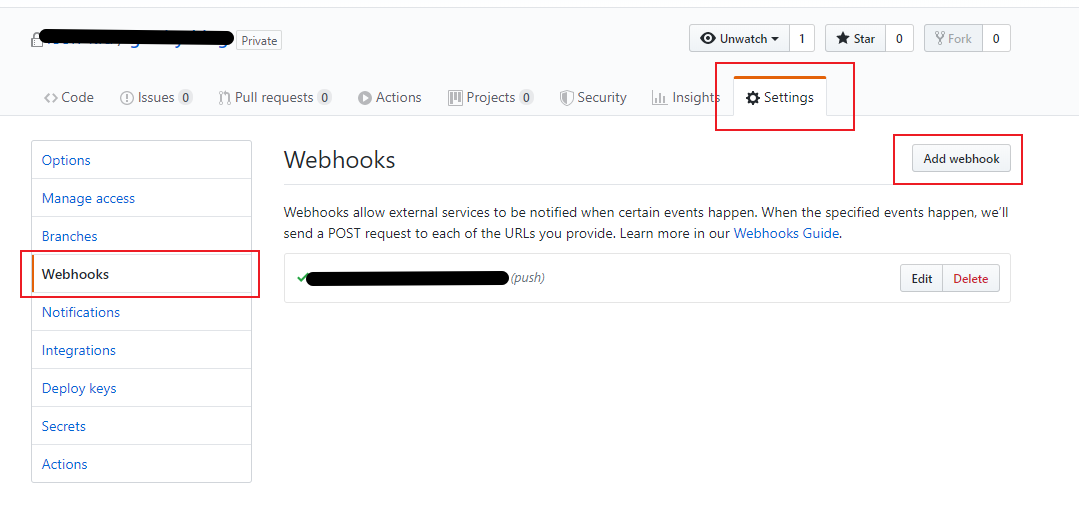 Private
Unwatch 1 Star 0 Fork 0
Code Issues 0 Pull requests 0 Actions Projects 0 Security Insights Settings
Options
Manage access
Branches
Webhooks
Notifications
Integrations
Deploy keys
Secrets
Actions
Webhooks
Add webhook
Webhooks allow external services to be notified when certain events happen. When the specified events happen, we’ll
send a POST request to each of the URLs you provide. Learn more in our Webhooks Guide.
(push)
Edit Delete